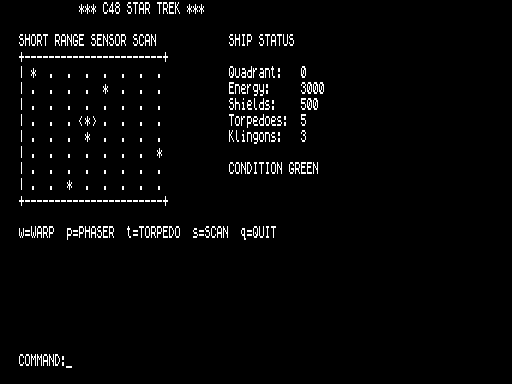 *** C48 STAR TREK ***
SHORT RANGE SENSOR SCAN SHIP STATUS
+------------------------+
| * . . . . . . . Quadrant: 0
| . . . . * . . . Energy: 3000
| . . . . . . . . Shields: 500
| . . . <*> . . . . Torpedoes: 5
| . . . * . . . . Klingons: 3
| . . . . . . . *
| . . . . . . . . CONDITION GREEN
| . . * . . . . .
+------------------------+
w=WARP p=PHASER t=TORPEDO s=SCAN q=QUIT
COMMAND:_